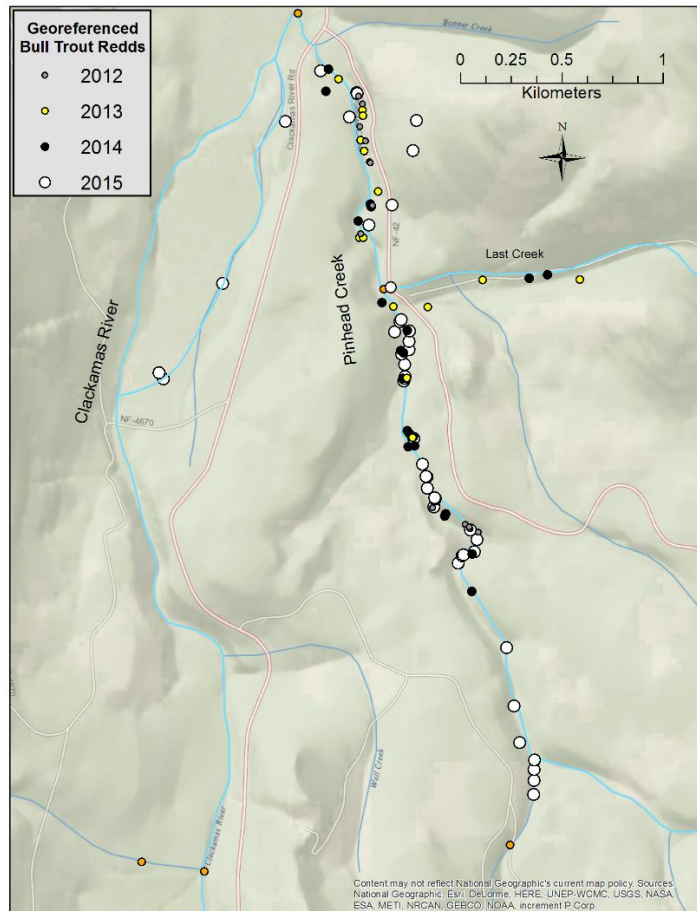 Georeferenced
Bull Trout Redds
2012
2013
2014
2015
Bonner Creek
0 0.25 0.5 1
Kilometers
N
Clackamas River Rd
NF-42
Last Creek
Pinhead Creek
Clackamas River
NF-4670
Wall Creek
Clackamas River
Content may not reflect National Geographic's current map policy. Sources:
National Geographic, Esri, DeLorme, HERE, UNEP-WCMC, USGS, NASA,
ESA, METI, NRCAN, GEBCO, NOAA, increment P Corp.